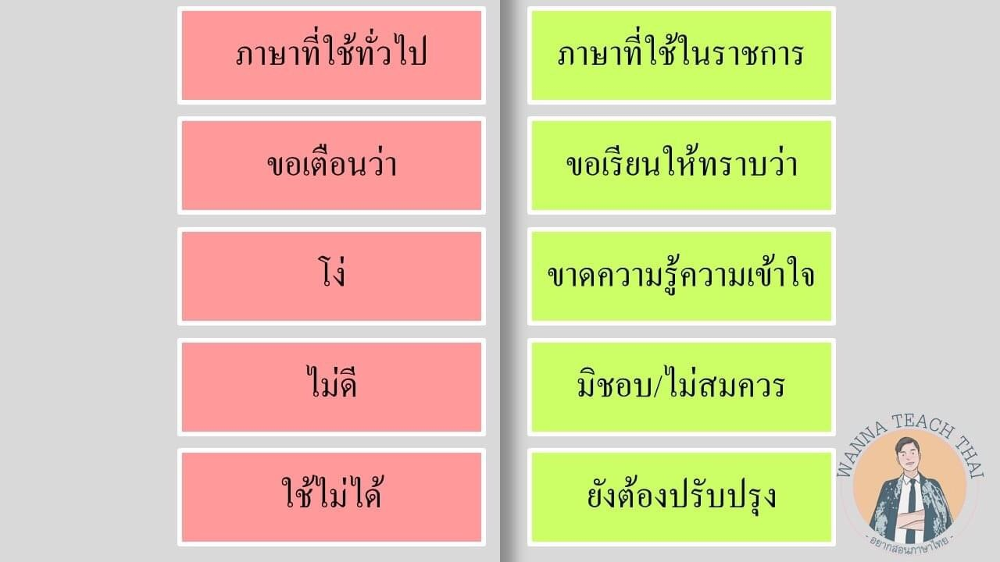 ภาษาที่ใช้ทั่วไป
ภาษาที่ใช้ในราชการ
ขอเตือนว่า
ขอเรียนให้ทราบว่า
โง่
ขาดความรู้ความเข้าใจ
ไม่ดี
มิชอบ/ไม่สมควร
ใช้ไม่ได้
ยังต้องปรับปรุง
WANNA TEACH THAI
- อยากสอนภาษาไทย -